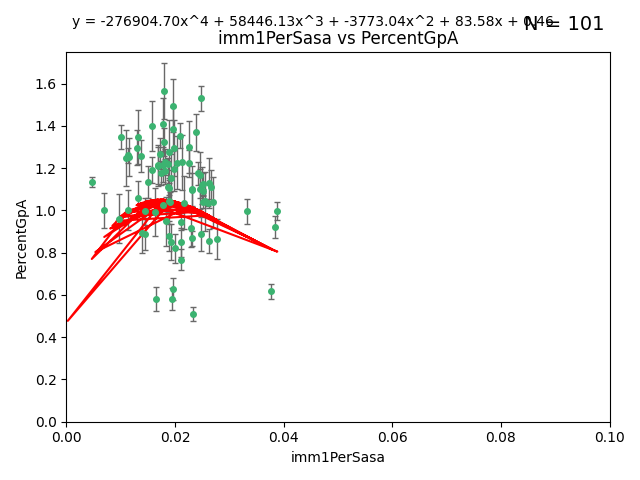 y = -276904.70x^4 + 58446.13x^3 + -3773.04x^2 + 83.58x + 0.46
N = 101
imm1PerSasa vs PercentGpA
PercentGpA
1.6
1.4
1.2
1.0
0.8
0.6
0.4
0.2
0.0
0.00 0.02 0.04 0.06 0.08 0.10
imm1PerSasa